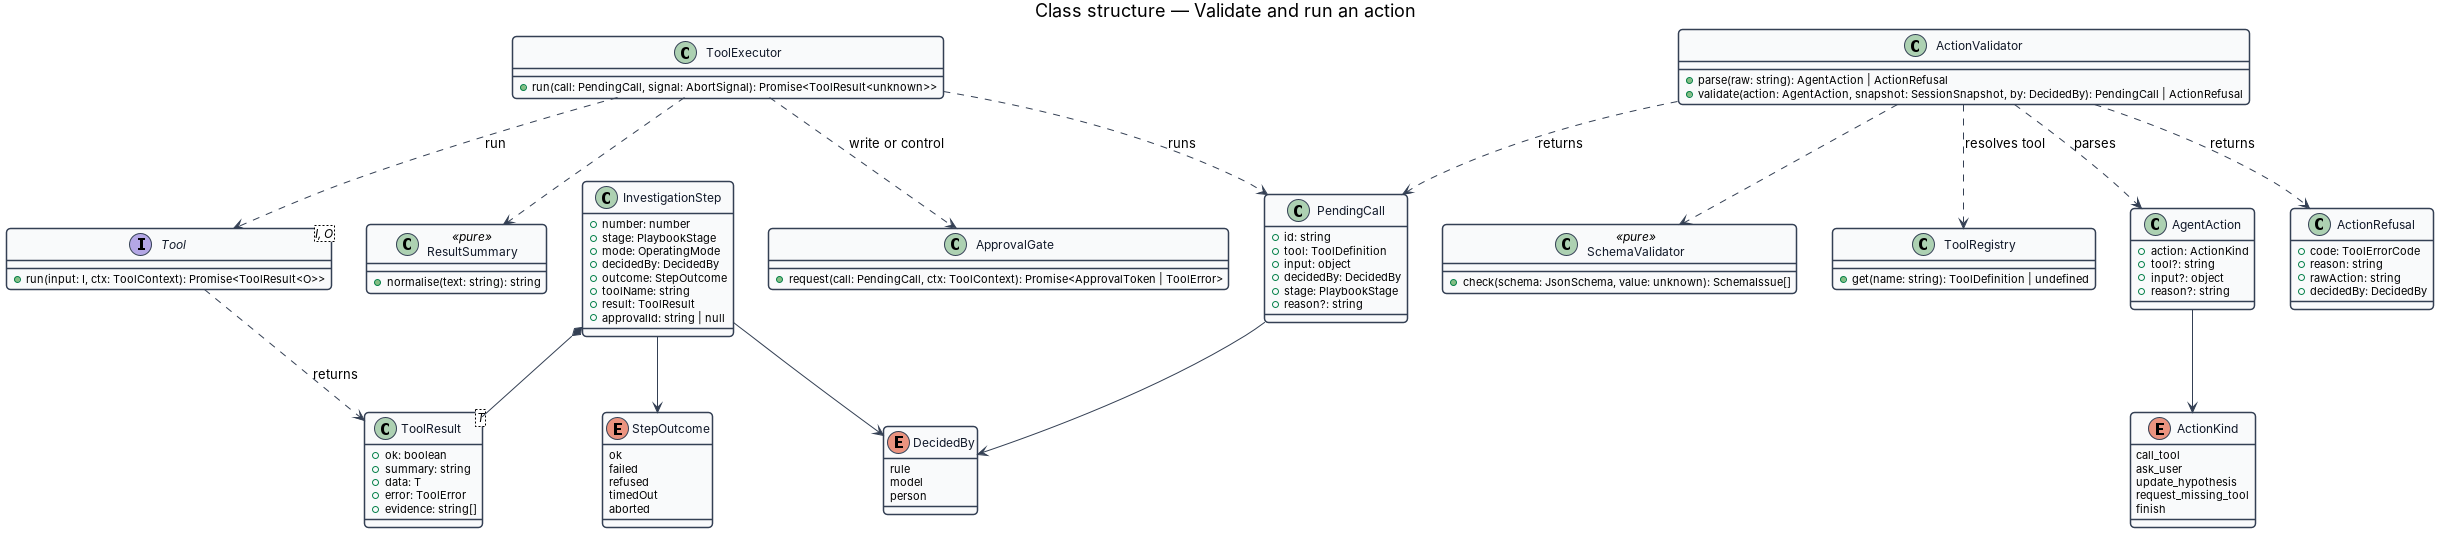 Class structure — Validate and run an action
C ToolExecutor
run(call: PendingCall, signal: AbortSignal): Promise<ToolResult<unknown>>
C ActionValidator
parse(raw: string): AgentAction | ActionRefusal
validate(action: AgentAction, snapshot: SessionSnapshot, by: DecidedBy): PendingCall | ActionRefusal
run
write or control
runs
returns
resolves tool
parses
returns
I Tool
I, O
run(input: I, ctx: ToolContext): Promise<ToolResult<O>>
C «pure»
ResultSummary
normalise(text: string): string
C InvestigationStep
number: number
stage: PlaybookStage
mode: OperatingMode
decidedBy: DecidedBy
outcome: StepOutcome
toolName: string
result: ToolResult
approvalId: string | null
C ApprovalGate
request(call: PendingCall, ctx: ToolContext): Promise<ApprovalToken | ToolError>
C PendingCall
id: string
tool: ToolDefinition
input: object
decidedBy: DecidedBy
stage: PlaybookStage
reason?: string
C «pure»
SchemaValidator
check(schema: JsonSchema, value: unknown): SchemaIssue[]
C ToolRegistry
get(name: string): ToolDefinition | undefined
C AgentAction
action: ActionKind
tool?: string
input?: object
reason?: string
C ActionRefusal
code: ToolErrorCode
reason: string
rawAction: string
decidedBy: DecidedBy
returns
C ToolResult
T
ok: boolean
summary: string
data: T
error: ToolError
evidence: string[]
E StepOutcome
ok
failed
refused
timedOut
aborted
E DecidedBy
rule
model
person
E ActionKind
call_tool
ask_user
update_hypothesis
request_missing_tool
finish